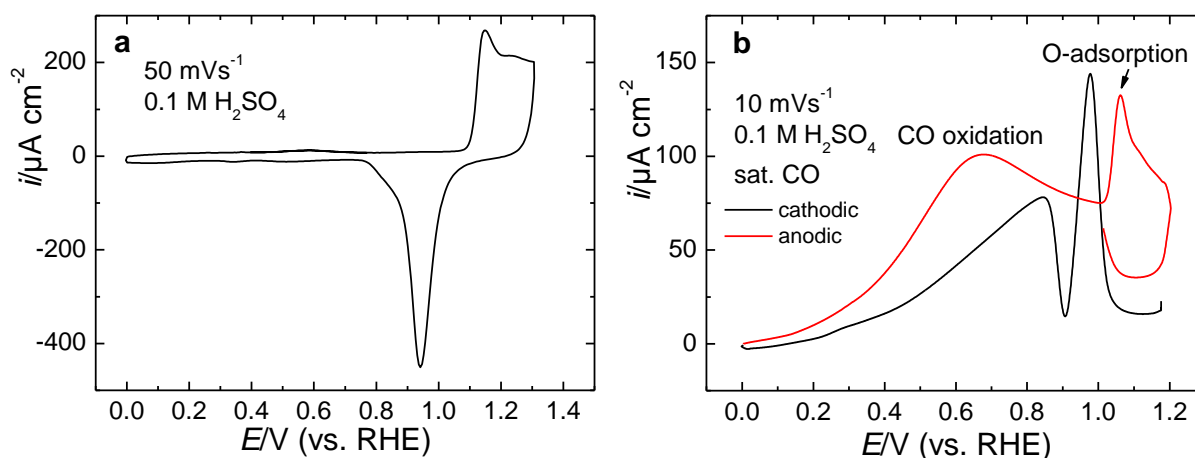 a
50 mVs⁻¹
0.1 M H₂SO₄
200
0
-200
-400
i/µA cm⁻²
0.0 0.2 0.4 0.6 0.8 1.0 1.2 1.4
E/V (vs. RHE)
b
O-adsorption
10 mVs⁻¹
0.1 M H₂SO₄
CO oxidation
sat. CO
cathodic
anodic
150
100
50
0
i/µA cm⁻²
0.0 0.2 0.4 0.6 0.8 1.0 1.2
E/V (vs. RHE)